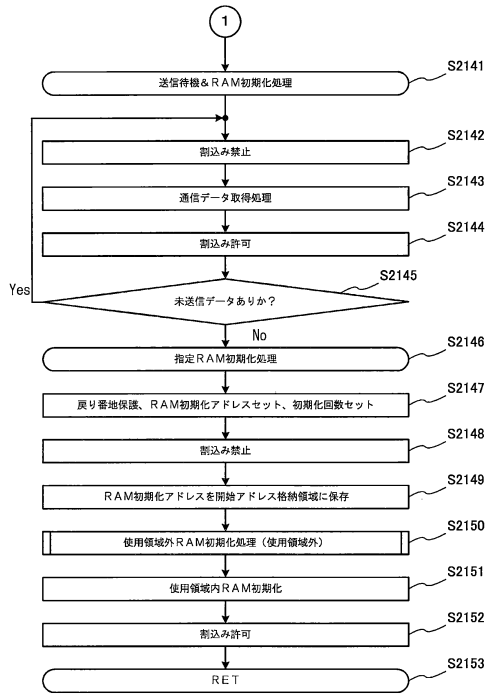 1
送信待機&RAM初期化処理
S2141
割込み禁止
S2142
通信データ取得処理
S2143
割込み許可
S2144
未送信データありか?
S2145
Yes
No
指定RAM初期化処理
S2146
戻り番地保護、RAM初期化アドレスセット、初期化回数セット
S2147
割込み禁止
S2148
RAM初期化アドレスを開始アドレス格納領域に保存
S2149
使用領域外RAM初期化処理(使用領域外)
S2150
使用領域内RAM初期化
S2151
割込み許可
S2152
RET
S2153